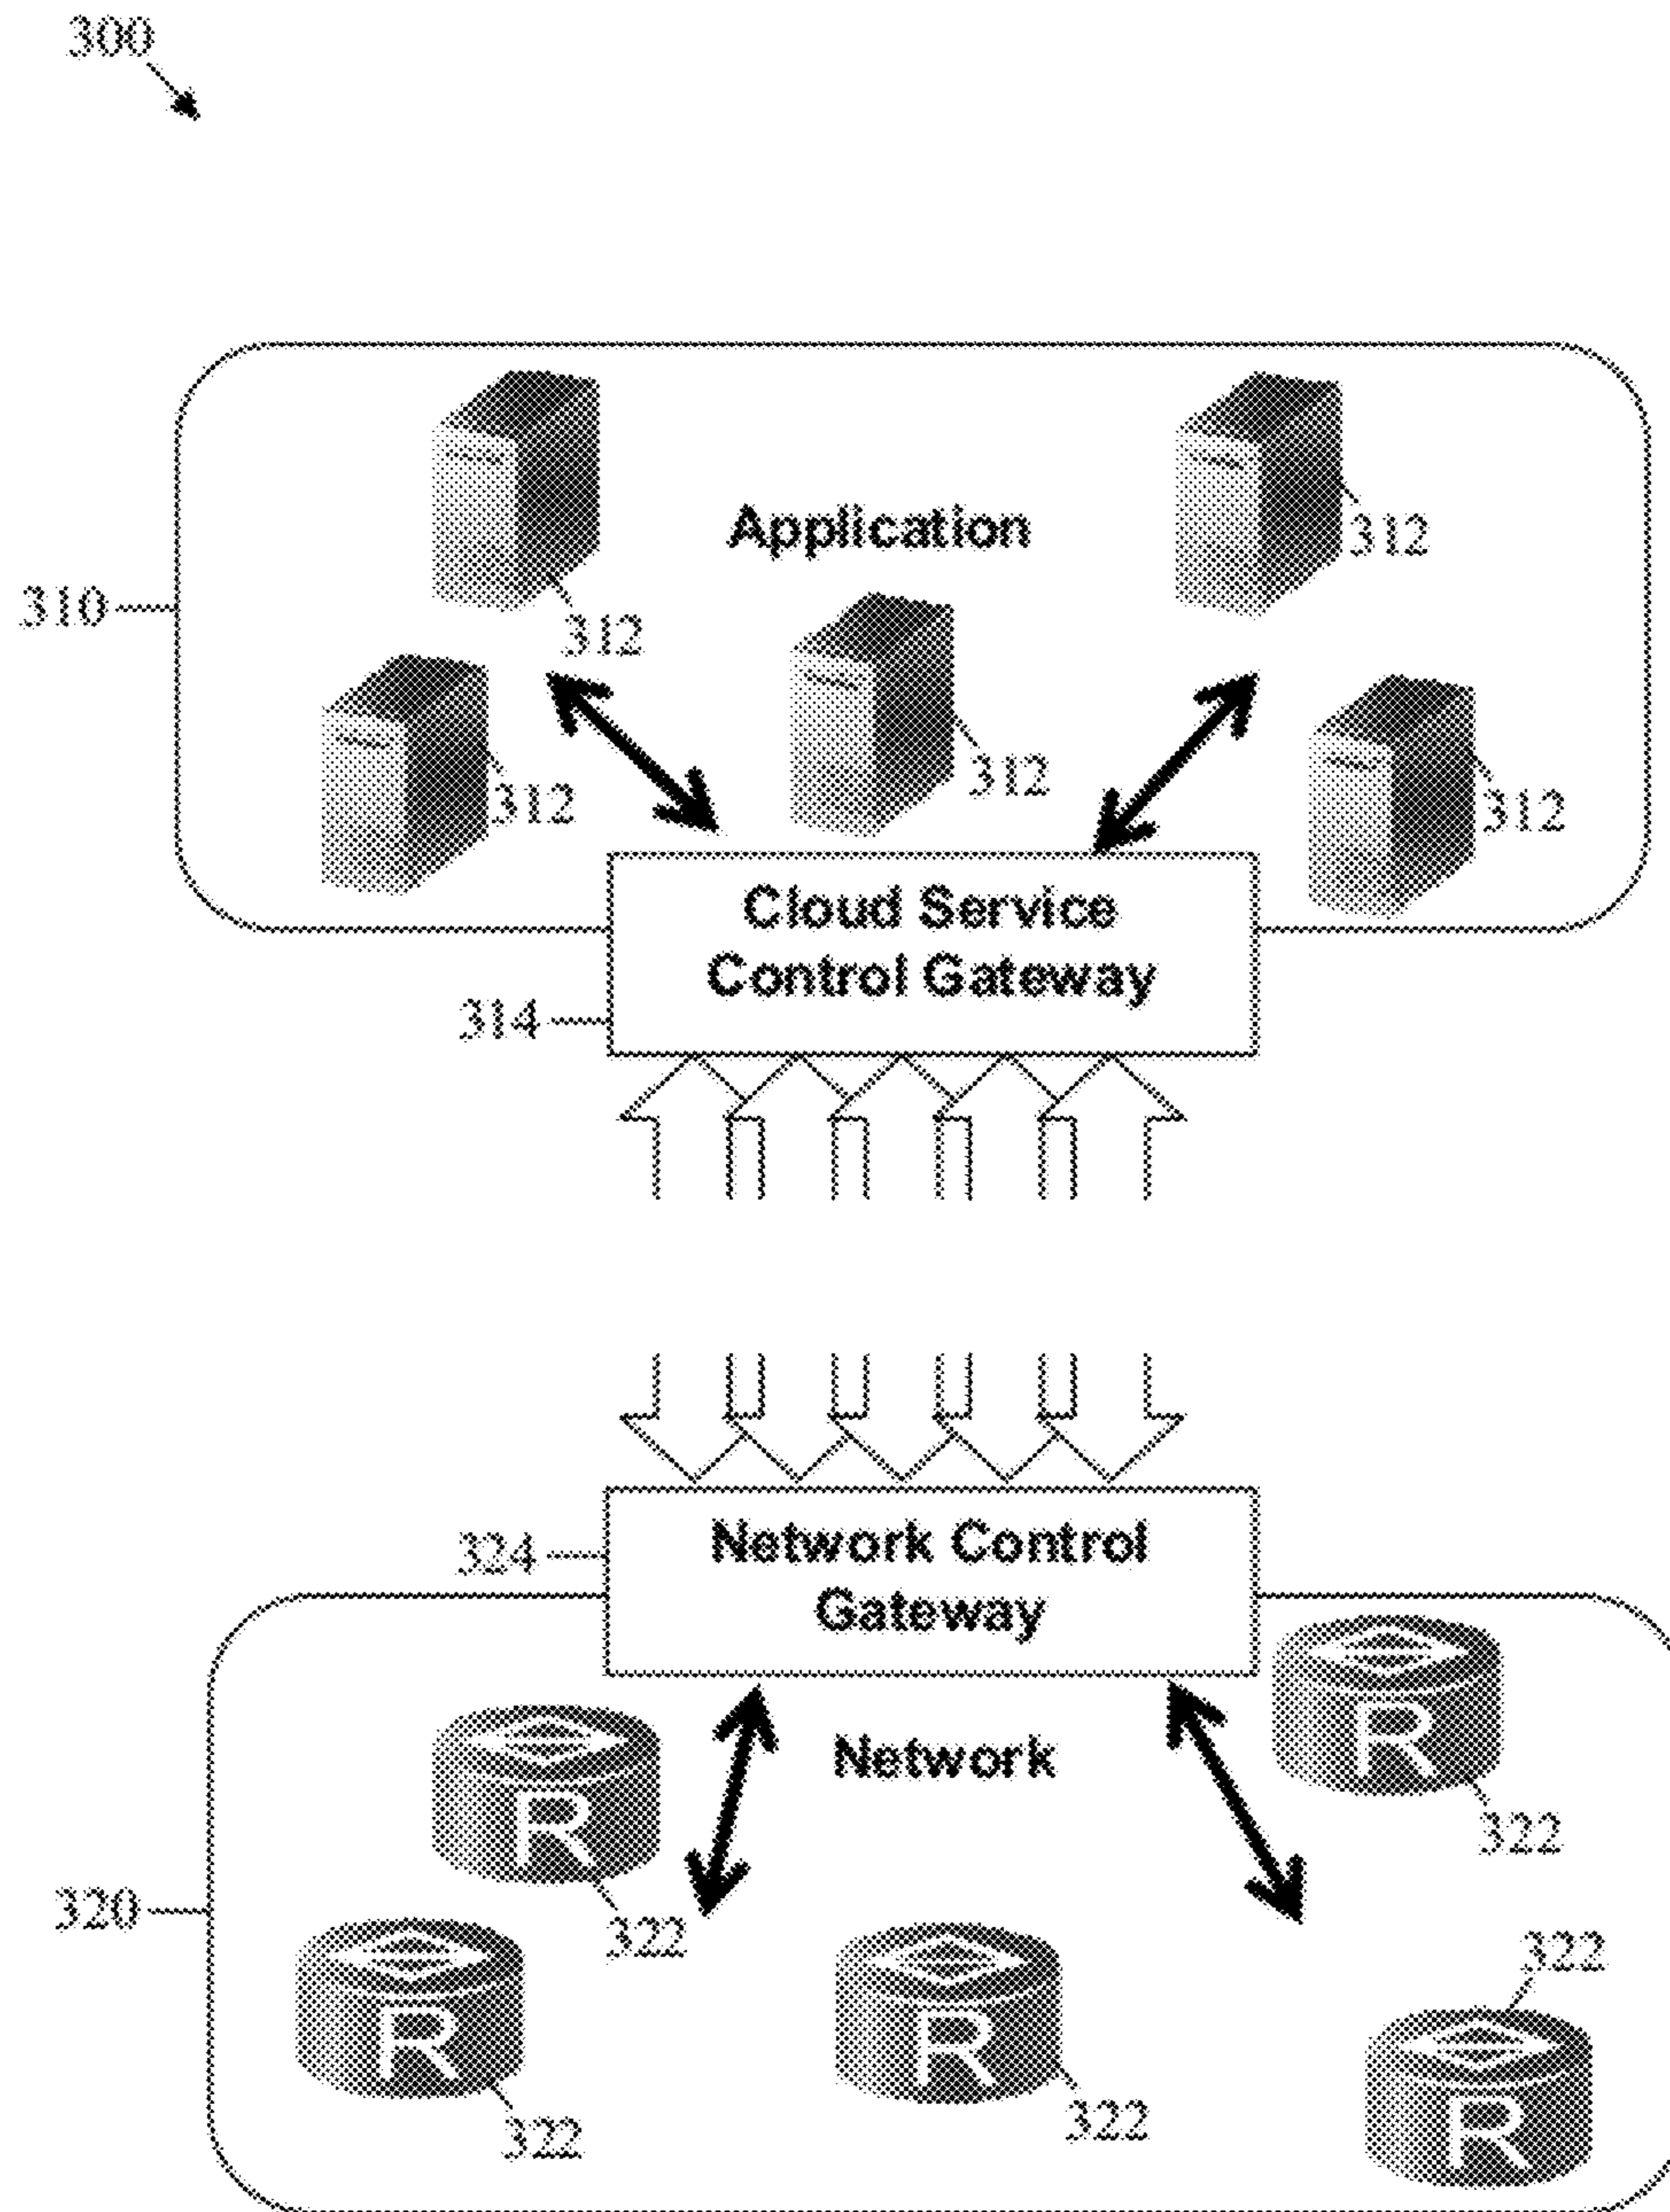 300
Application
312
310
312
312
312
312
Cloud Service
Control Gateway
314
Network Control
324
Gateway
R
Network
322
R
320
322
322
R
R
322
322
R